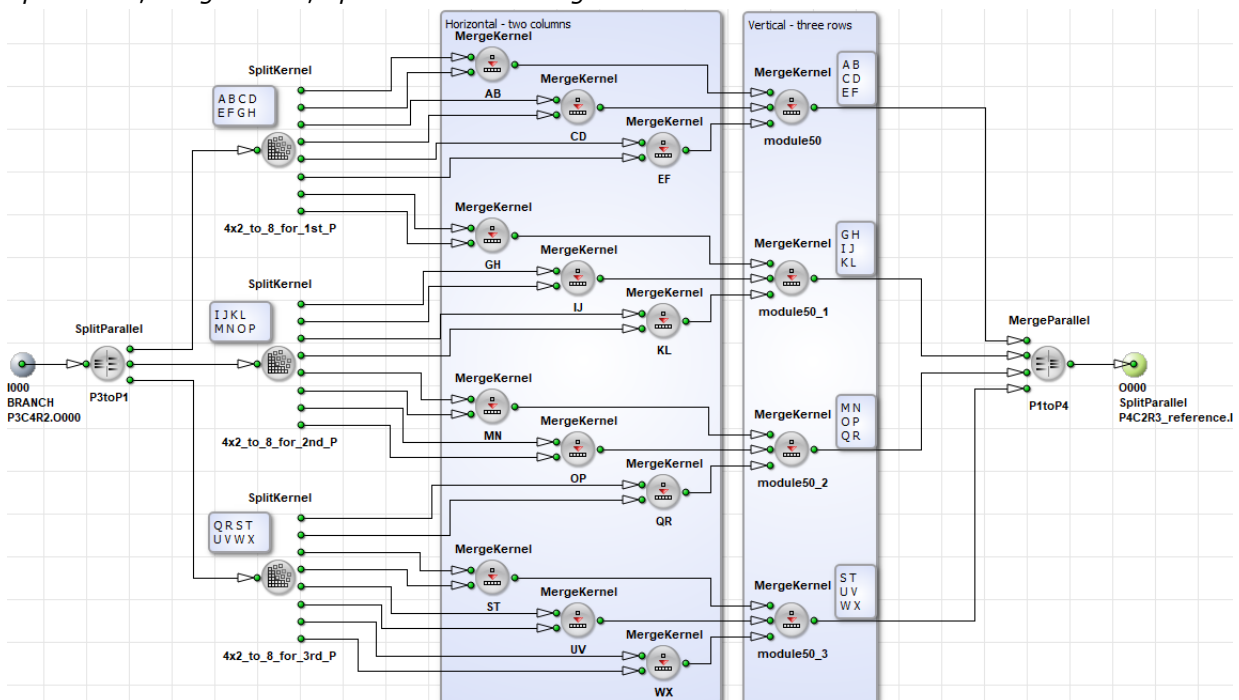 Horizontal - two columns
Vertical - three rows
MergeKernel
AB
SplitKernel
A B C D
E F G H
4x2_to_8_for_1st_P
MergeKernel
CD
MergeKernel
EF
MergeKernel
module50
A B
C D
E F
MergeKernel
GH
SplitKernel
I J K L
M N O P
4x2_to_8_for_2nd_P
MergeKernel
IJ
MergeKernel
KL
MergeKernel
module50_1
G H
I J
K L
SplitParallel
P3toP1
I000
BRANCH
P3C4R2.O000
MergeParallel
P1toP4
O000
SplitParallel
P4C2R3_reference.I
MergeKernel
MN
MergeKernel
OP
MergeKernel
QR
MergeKernel
module50_2
M N
O P
Q R
SplitKernel
Q R S T
U V W X
4x2_to_8_for_3rd_P
MergeKernel
ST
MergeKernel
UV
MergeKernel
WX
MergeKernel
module50_3
S T
U V
W X